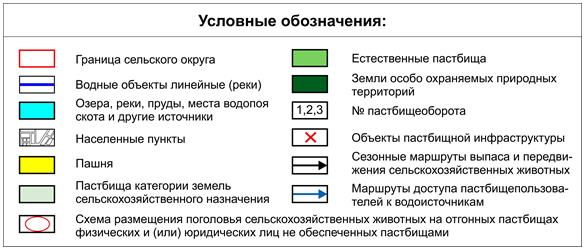 Условные обозначения:
Граница сельского округа
Водные объекты линейные (реки)
Озера, реки, пруды, места водопоя
скота и другие источники
Населенные пункты
Пашня
Пастбища категории земель
сельскохозяйственного назначения
Естественные пастбища
Земли особо охраняемых природных
территорий
1,2,3 № пастбищеоборота
Объекты пастбищной инфраструктуры
Сезонные маршруты выпаса и передви-
жения сельскохозяйственных животных
Маршруты доступа пастбищепользова-
телей к водоисточникам
Схема размещения поголовья сельскохозяйственных животных на отгонных пастбищах
физических и (или) юридических лиц не обеспеченных пастбищами